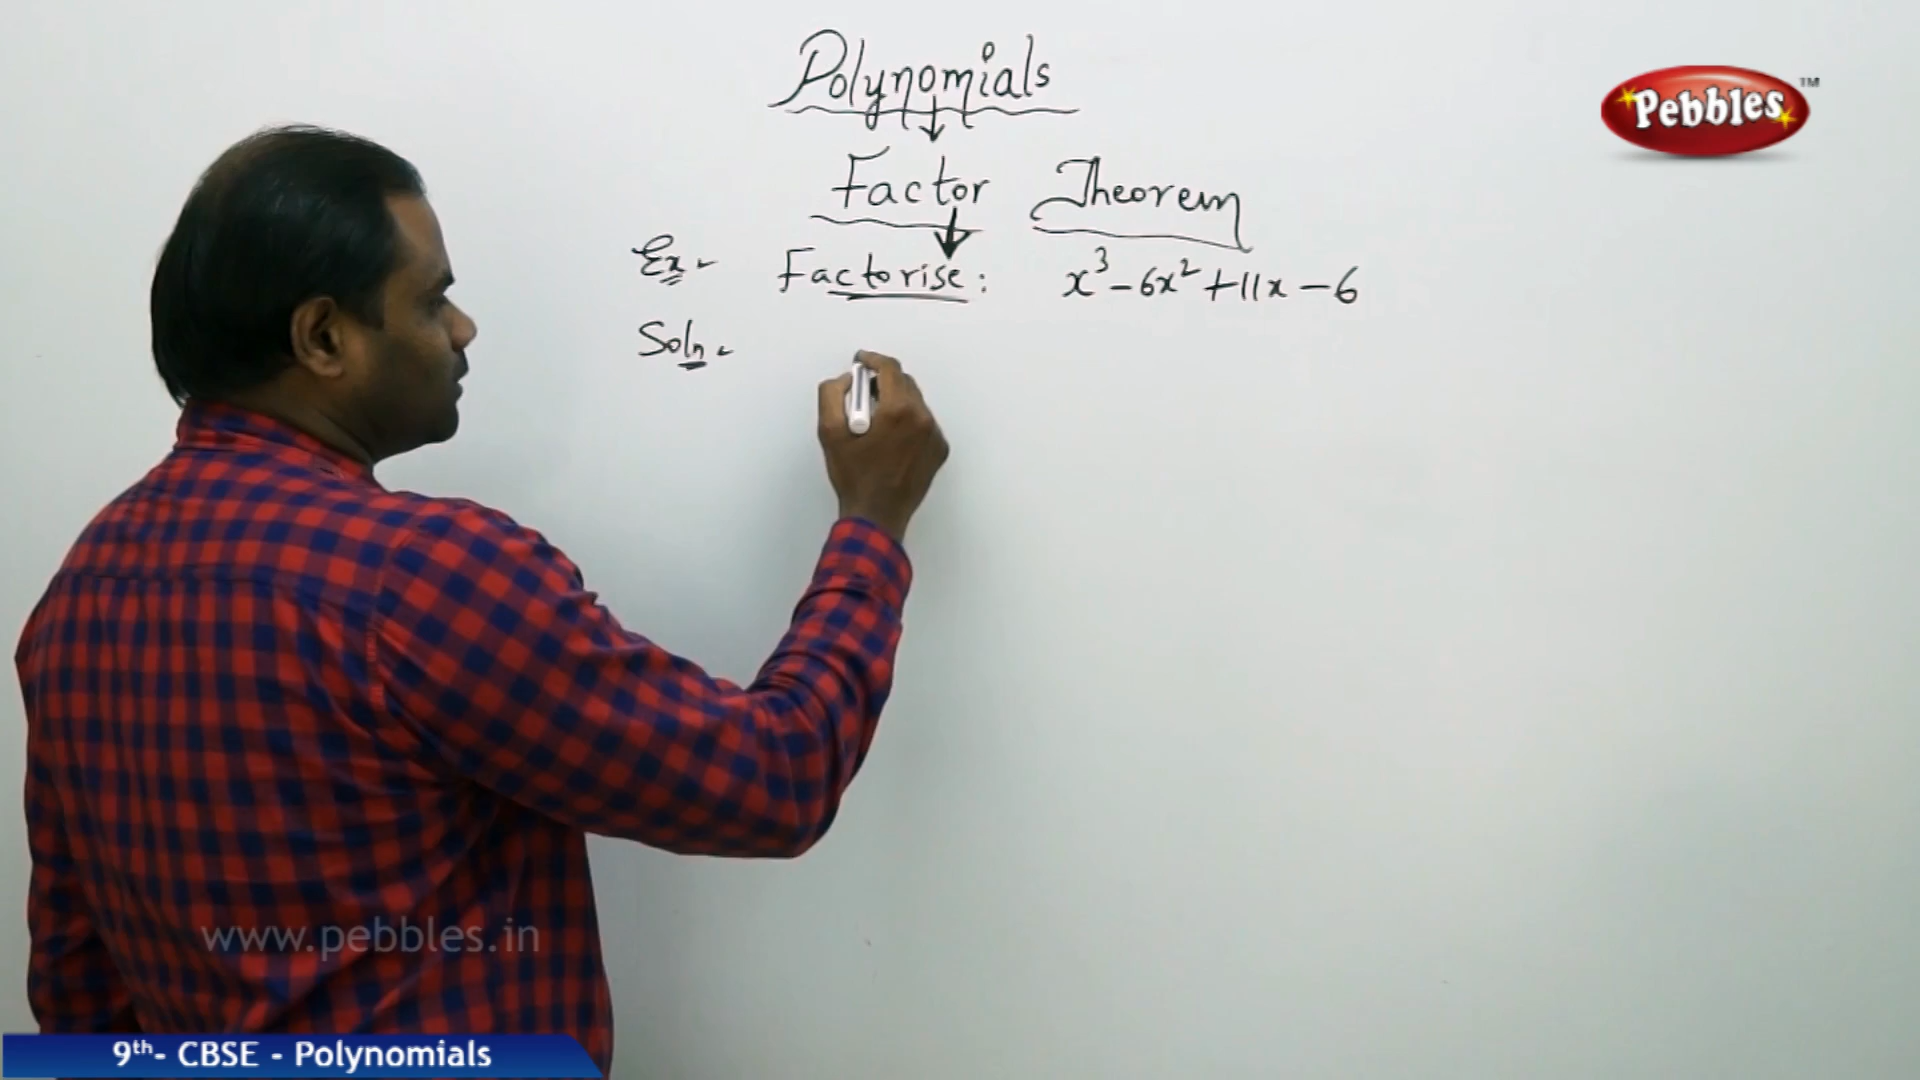 Polynomials
Factor Theorem
Ex. Factorise: x³ - 6x² + 11x - 6
Soln.
Pebbles™
www.pebbles.in
9th- CBSE - Polynomials